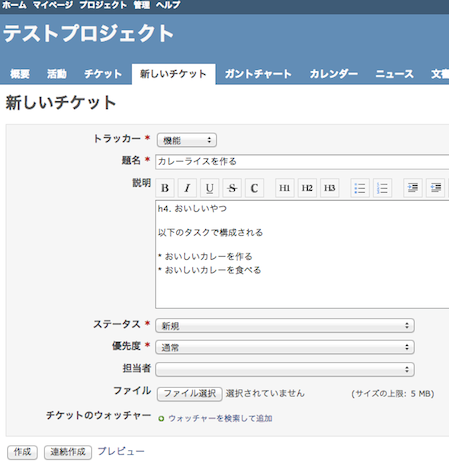 ホーム マイページ プロジェクト 管理 ヘルプ
テストプロジェクト
概要 活動 チケット 新しいチケット ガントチャート カレンダー ニュース 文書
新しいチケット
トラッカー * 機能
題名 * カレーライスを作る
説明 B I U S C H1 H2 H3
h4. おいしいやつ
以下のタスクで構成される
* おいしいカレーを作る
* おいしいカレーを食べる
ステータス * 新規
優先度 * 通常
担当者
ファイル ファイル選択 選択されていません (サイズの上限: 5 MB)
チケットのウォッチャー ウォッチャーを検索して追加
作成 連続作成 プレビュー